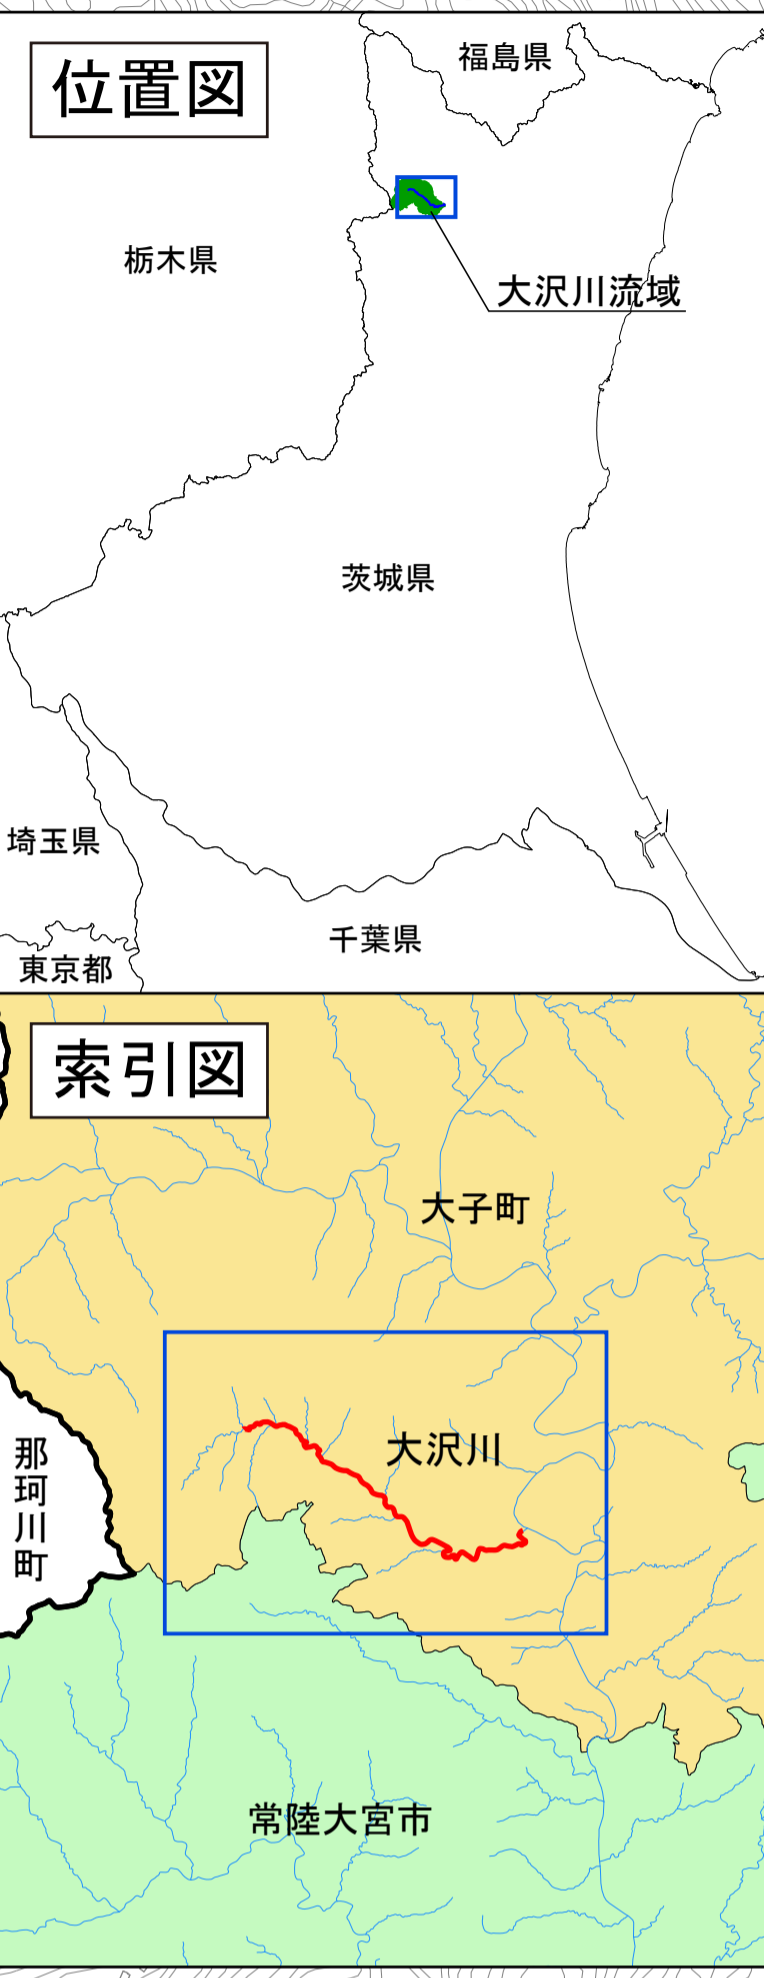 位置図
福島県
栃木県
大沢川流域
茨城県
埼玉県
千葉県
東京都
索引図
大子町
大沢川
那珂川町
常陸大宮市